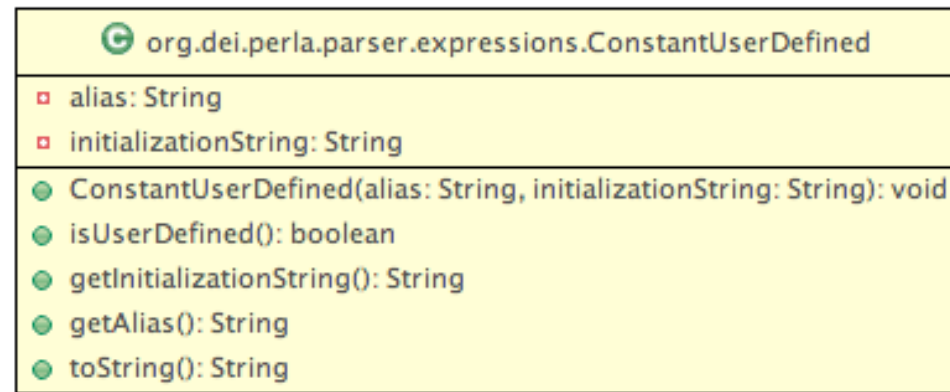 C org.dei.perla.parser.expressions.ConstantUserDefined
alias: String
initializationString: String
ConstantUserDefined(alias: String, initializationString: String): void
isUserDefined(): boolean
getInitializationString(): String
getAlias(): String
toString(): String